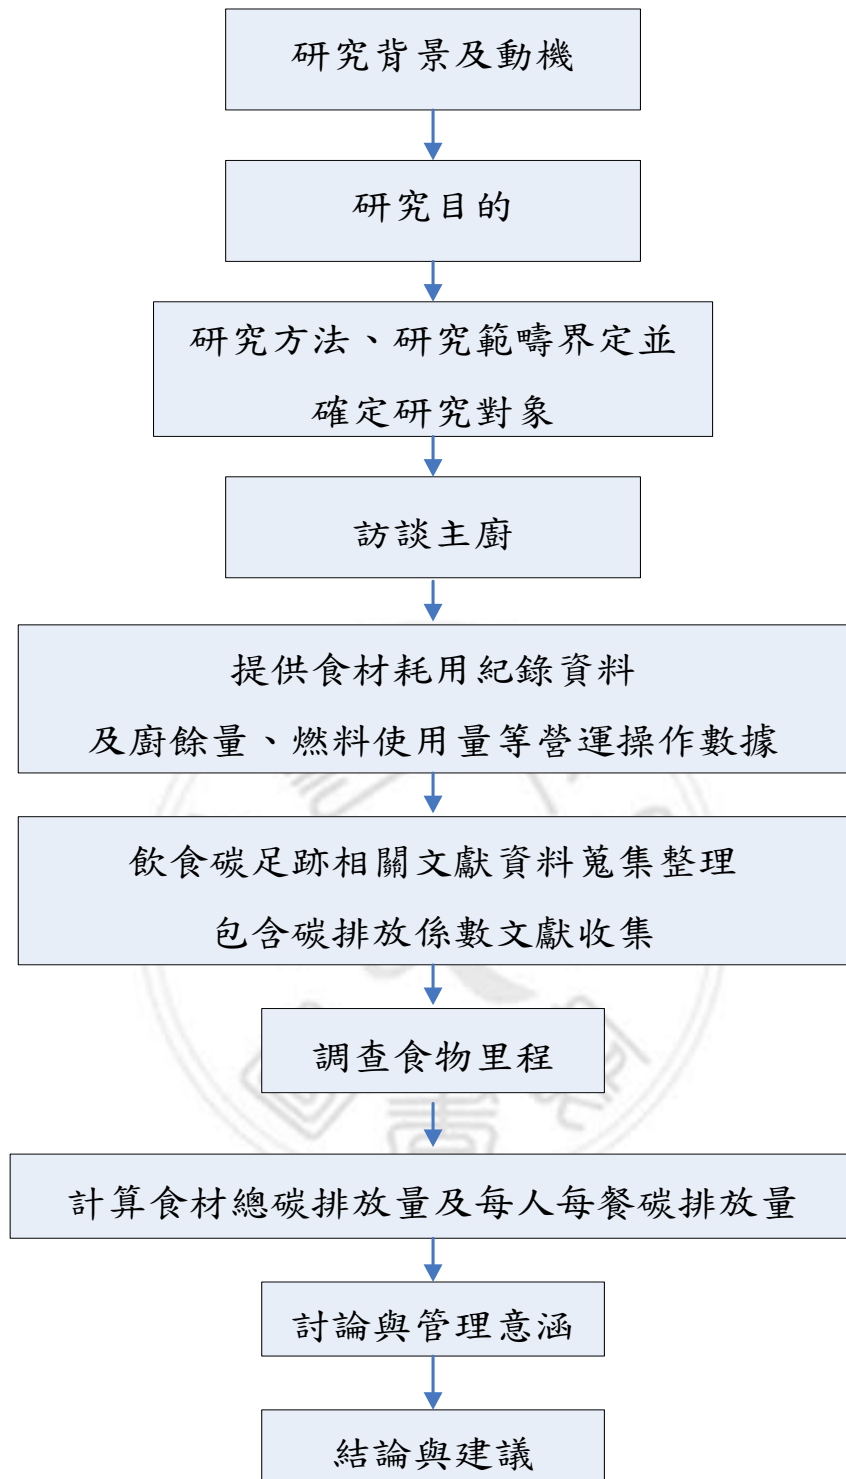 研究背景及動機
研究目的
研究方法、研究範疇界定並
確定研究對象
訪談主廚
提供食材耗用紀錄資料
及廚餘量、燃料使用量等營運操作數據
飲食碳足跡相關文獻資料蒐集整理
包含碳排放係數文獻收集
調查食物里程
計算食材總碳排放量及每人每餐碳排放量
討論與管理意涵
結論與建議